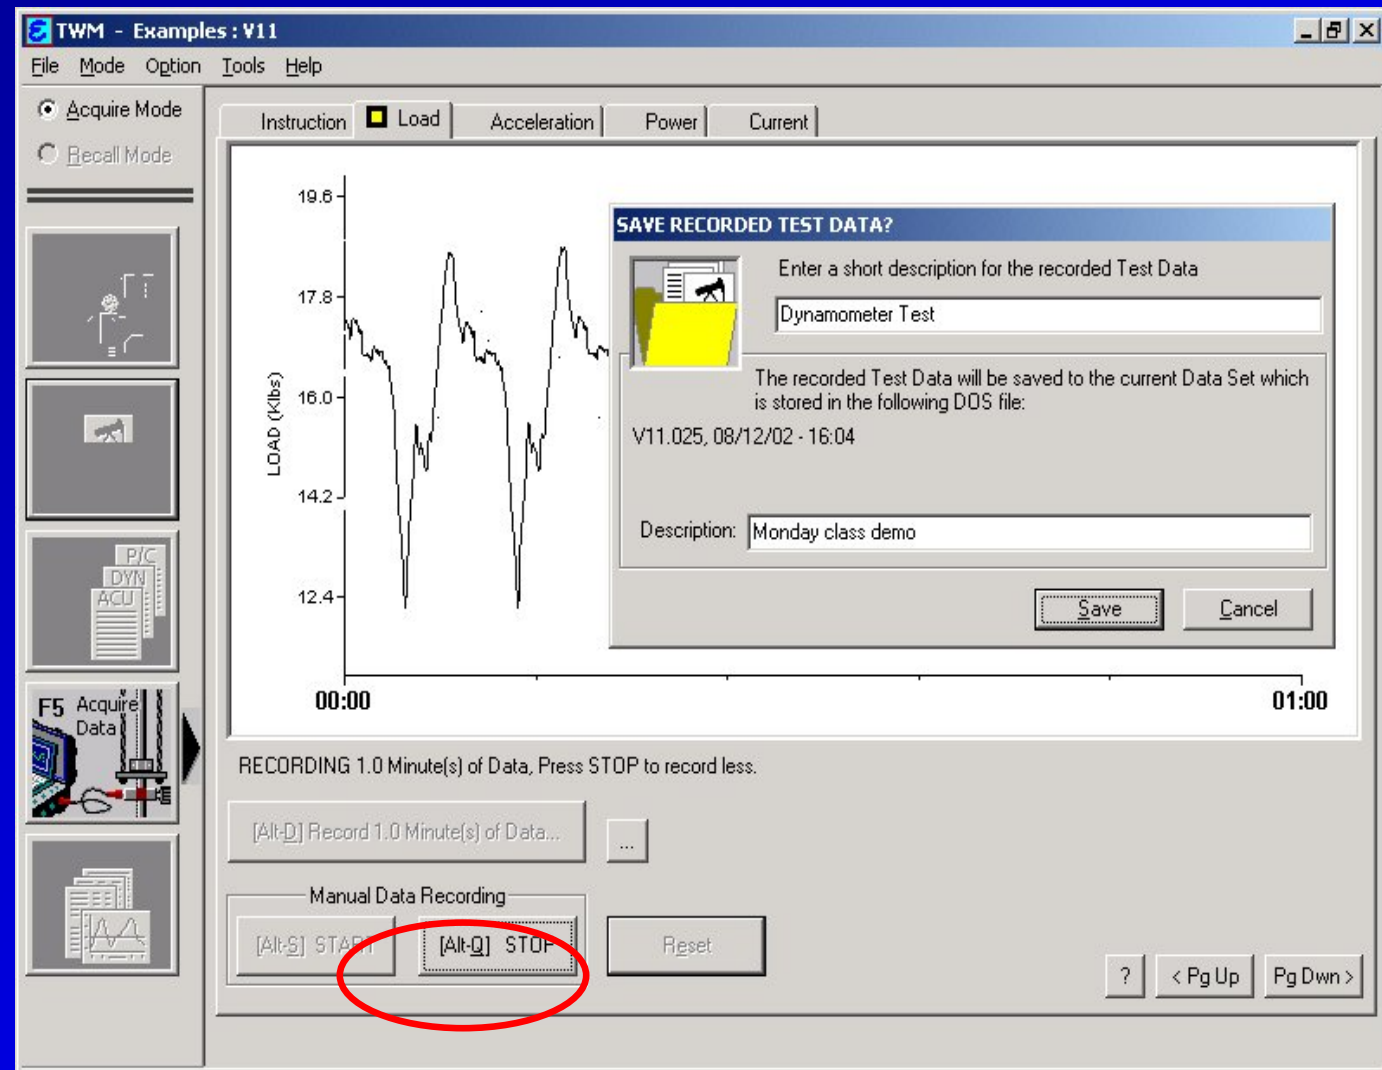 TWM - Examples : V11
File Mode Option Tools Help
Acquire Mode
Recall Mode
Instruction Load Acceleration Power Current
19.6
17.8
16.0
14.2
12.4
LOAD (Klbs)
00:00 01:00
SAVE RECORDED TEST DATA?
Enter a short description for the recorded Test Data
Dynamometer Test
The recorded Test Data will be saved to the current Data Set which
is stored in the following DOS file:
V11.025, 08/12/02 - 16:04
Description: Monday class demo
Save Cancel
P/C
DYN
ACU
F5 Acquire
Data
RECORDING 1.0 Minute(s) of Data, Press STOP to record less.
[Alt-D] Record 1.0 Minute(s) of Data... ...
Manual Data Recording
[Alt-S] START [Alt-Q] STOP Reset
? < Pg Up Pg Dwn >